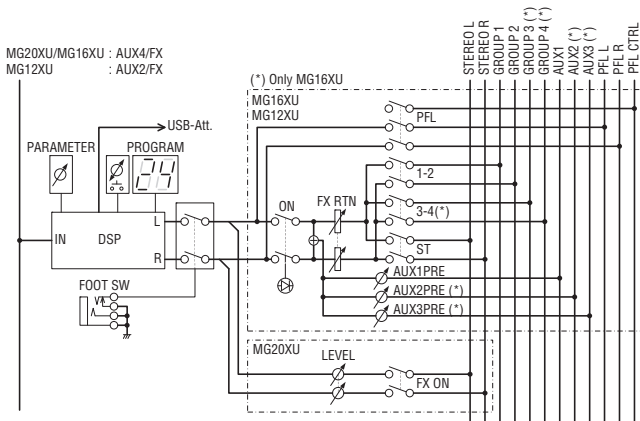 MG20XU/MG16XU : AUX4/FX
MG12XU : AUX2/FX
STEREO L
STEREO R
GROUP 1
GROUP 2
GROUP 3 (*)
GROUP 4 (*)
AUX1
AUX2 (*)
AUX3 (*)
PFL L
PFL R
PFL CTRL
(*) Only MG16XU
MG16XU
MG12XU
PFL
USB-Att.
PARAMETER
PROGRAM
24
1-2
ON
FX RTN
3-4(*)
L
IN
DSP
R
ST
FOOT SW
AUX1PRE
AUX2PRE (*)
AUX3PRE (*)
MG20XU
LEVEL
FX ON